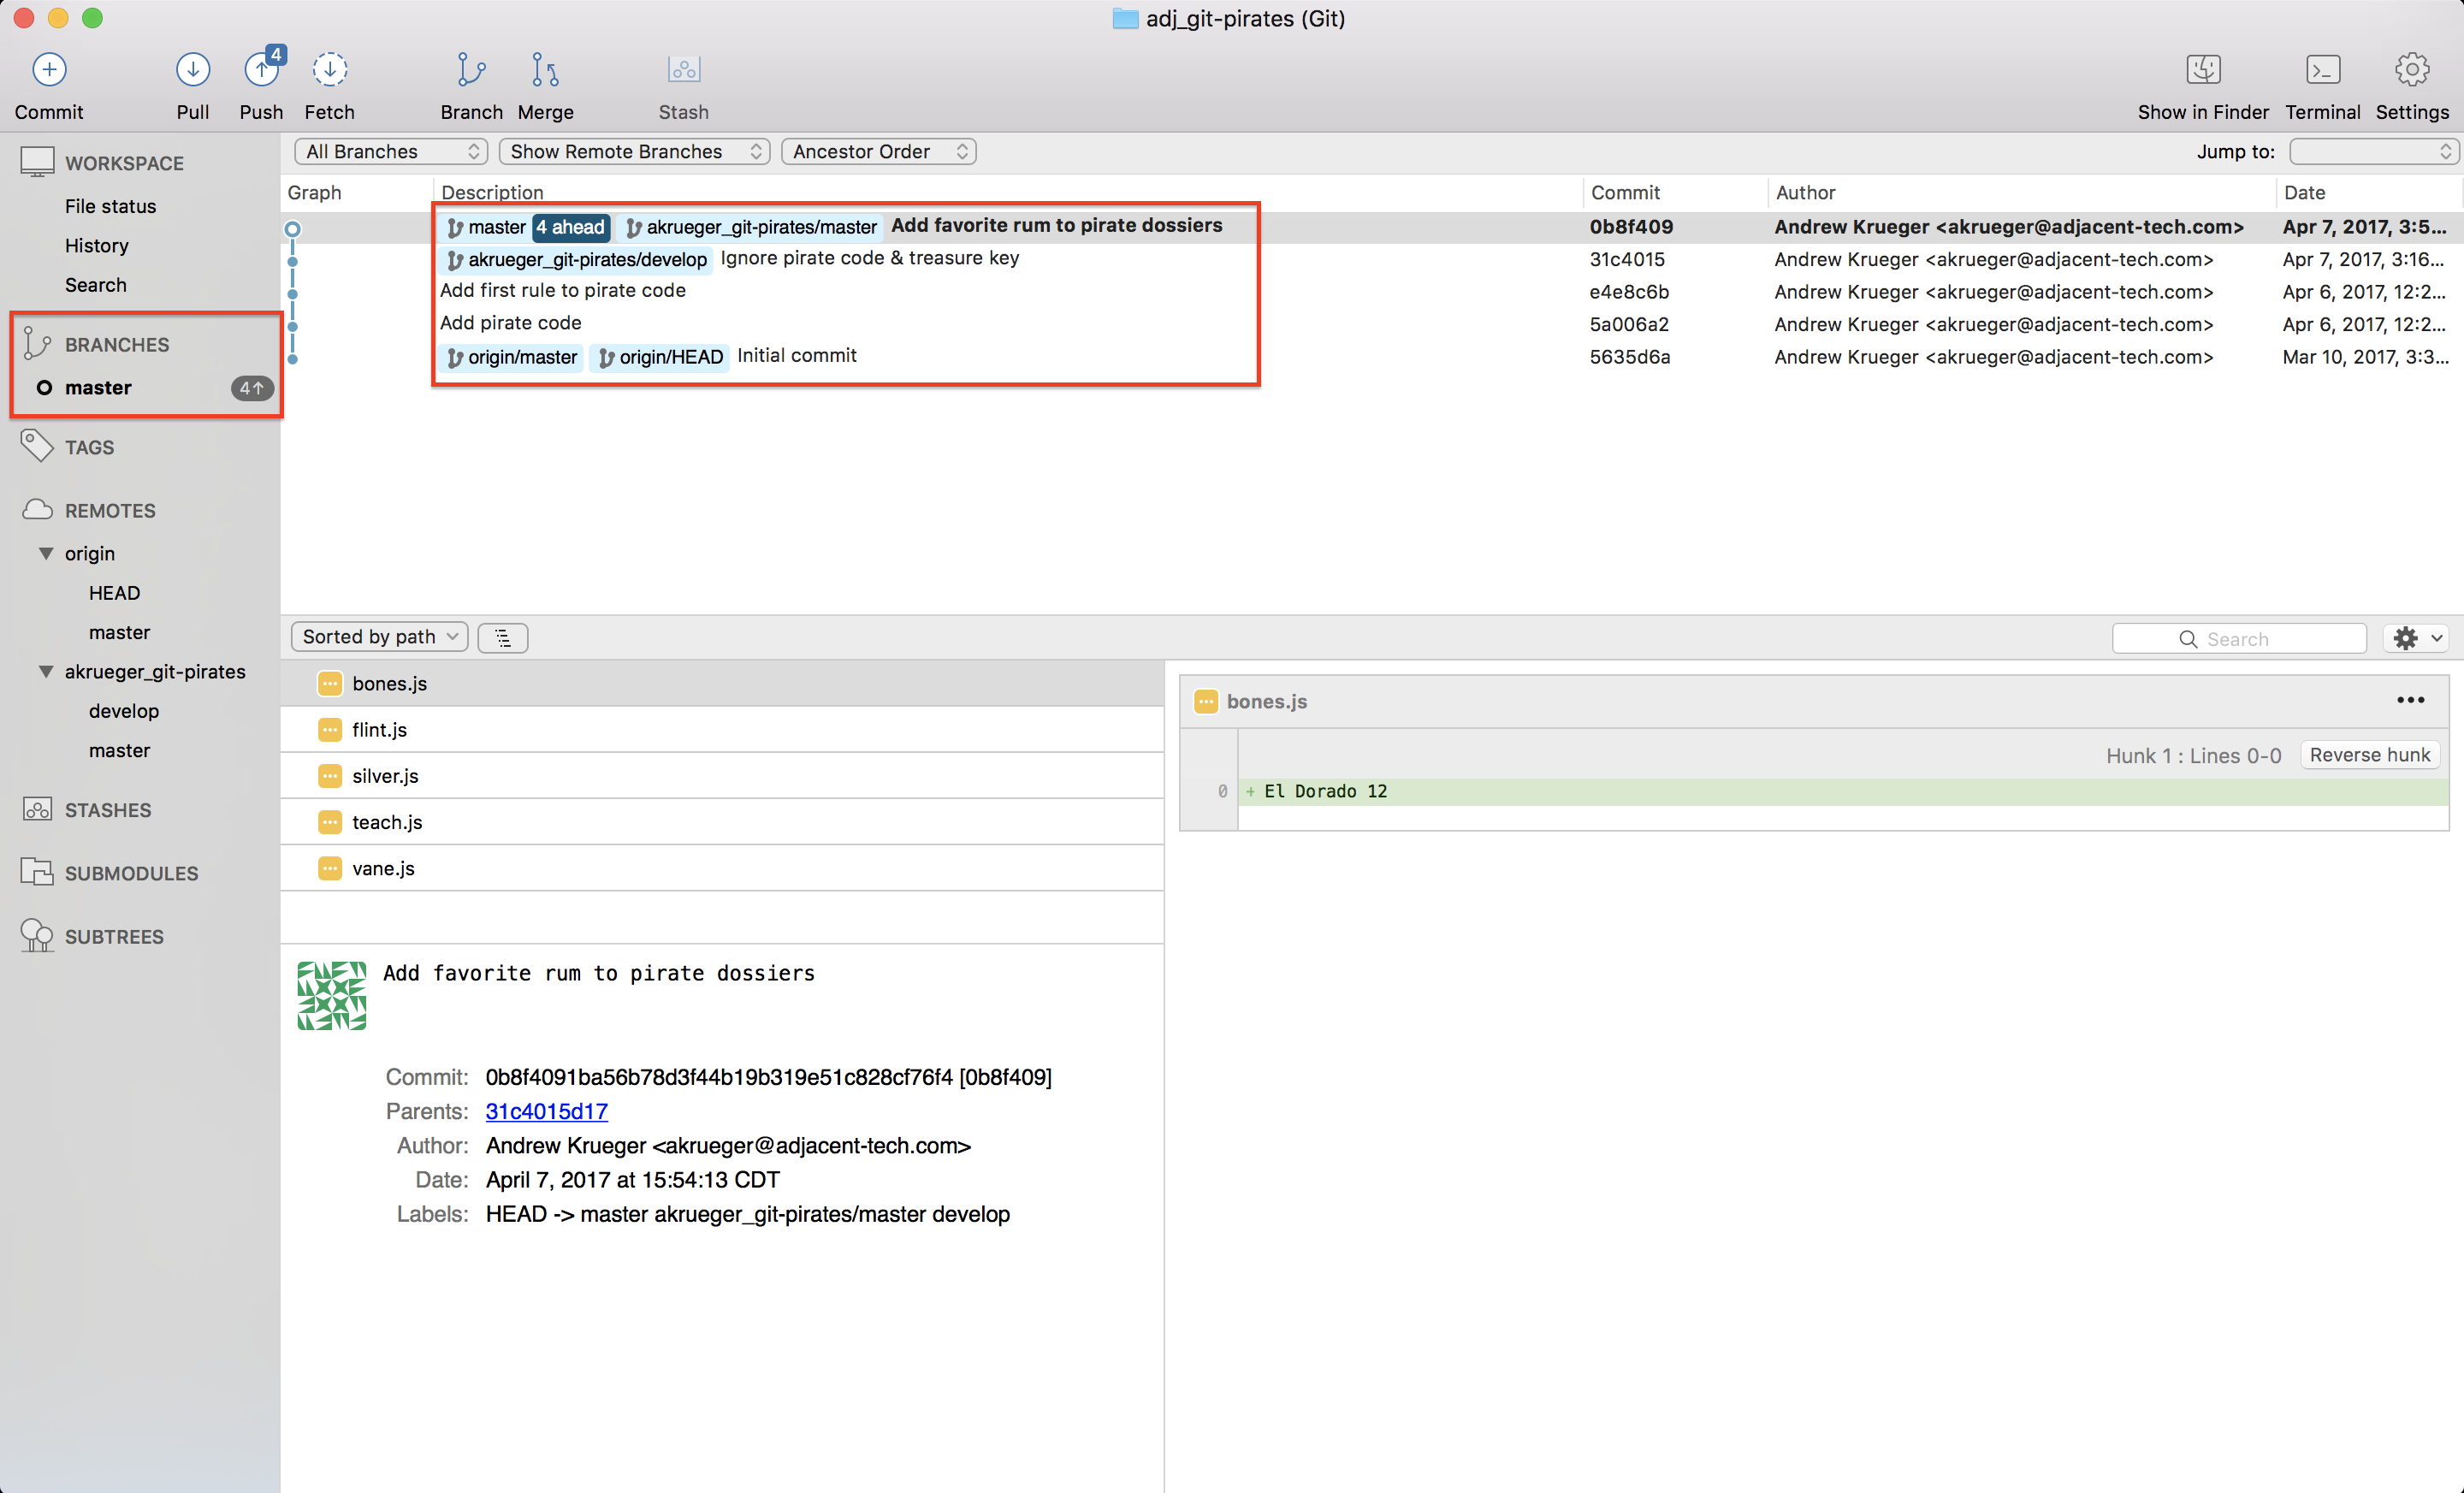 adj_git-pirates (Git)
4
Commit Pull Push Fetch Branch Merge Stash Show in Finder Terminal Settings
WORKSPACE
File status
History
Search
BRANCHES
master 4↑
TAGS
REMOTES
origin
HEAD
master
akrueger_git-pirates
develop
master
STASHES
SUBMODULES
SUBTREES
All Branches Show Remote Branches Ancestor Order Jump to:
Graph Description Commit Author Date
master 4 ahead akrueger_git-pirates/master Add favorite rum to pirate dossiers 0b8f409 Andrew Krueger <akrueger@adjacent-tech.com> Apr 7, 2017, 3:5...
akrueger_git-pirates/develop Ignore pirate code & treasure key 31c4015 Andrew Krueger <akrueger@adjacent-tech.com> Apr 7, 2017, 3:16...
Add first rule to pirate code e4e8c6b Andrew Krueger <akrueger@adjacent-tech.com> Apr 6, 2017, 12:2...
Add pirate code 5a006a2 Andrew Krueger <akrueger@adjacent-tech.com> Apr 6, 2017, 12:2...
origin/master origin/HEAD Initial commit 5635d6a Andrew Krueger <akrueger@adjacent-tech.com> Mar 10, 2017, 3:3...
Sorted by path Search
bones.js
flint.js
silver.js
teach.js
vane.js
Add favorite rum to pirate dossiers
Commit: 0b8f4091ba56b78d3f44b19b319e51c828cf76f4 [0b8f409]
Parents: 31c4015d17
Author: Andrew Krueger <akrueger@adjacent-tech.com>
Date: April 7, 2017 at 15:54:13 CDT
Labels: HEAD -> master akrueger_git-pirates/master develop
bones.js
Hunk 1 : Lines 0-0 Reverse hunk
0 + El Dorado 12